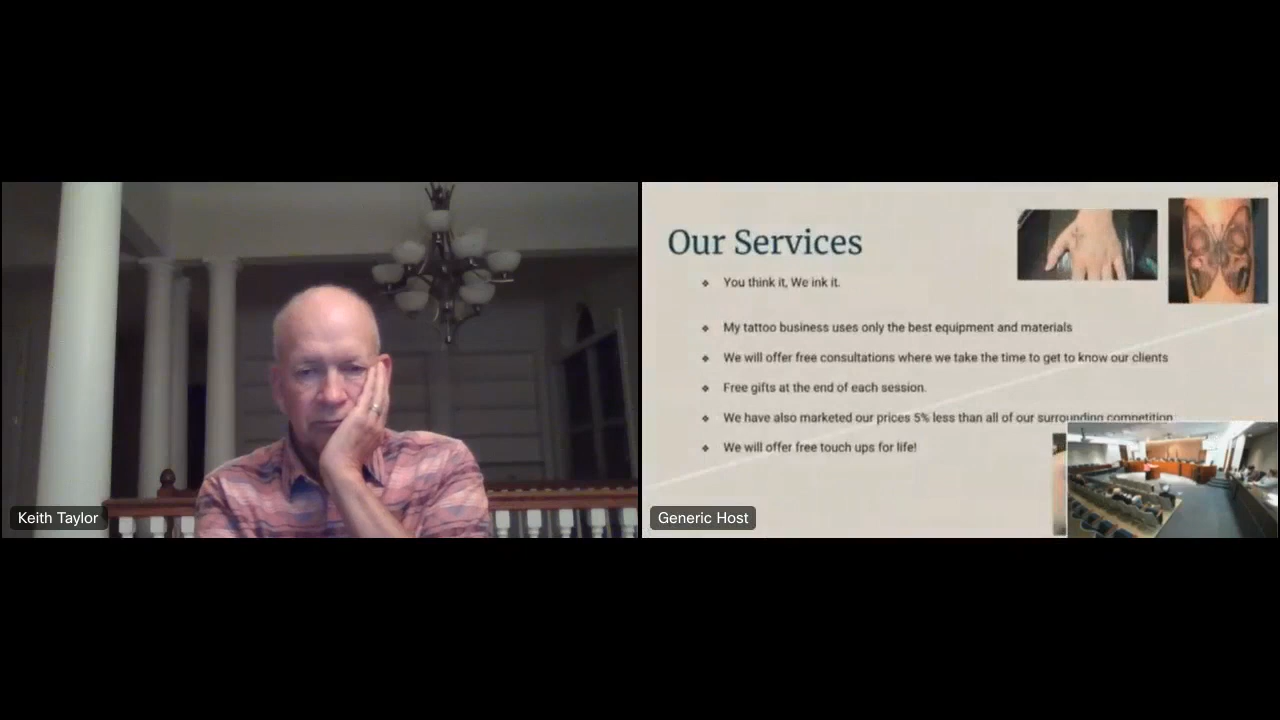 Our Services
You think it, We ink it.
My tattoo business uses only the best equipment and materials
We will offer free consultations where we take the time to get to know our clients
Free gifts at the end of each session.
We have also marketed our prices 5% less than all of our surrounding competition
We will offer free touch ups for life!
Keith Taylor
Generic Host